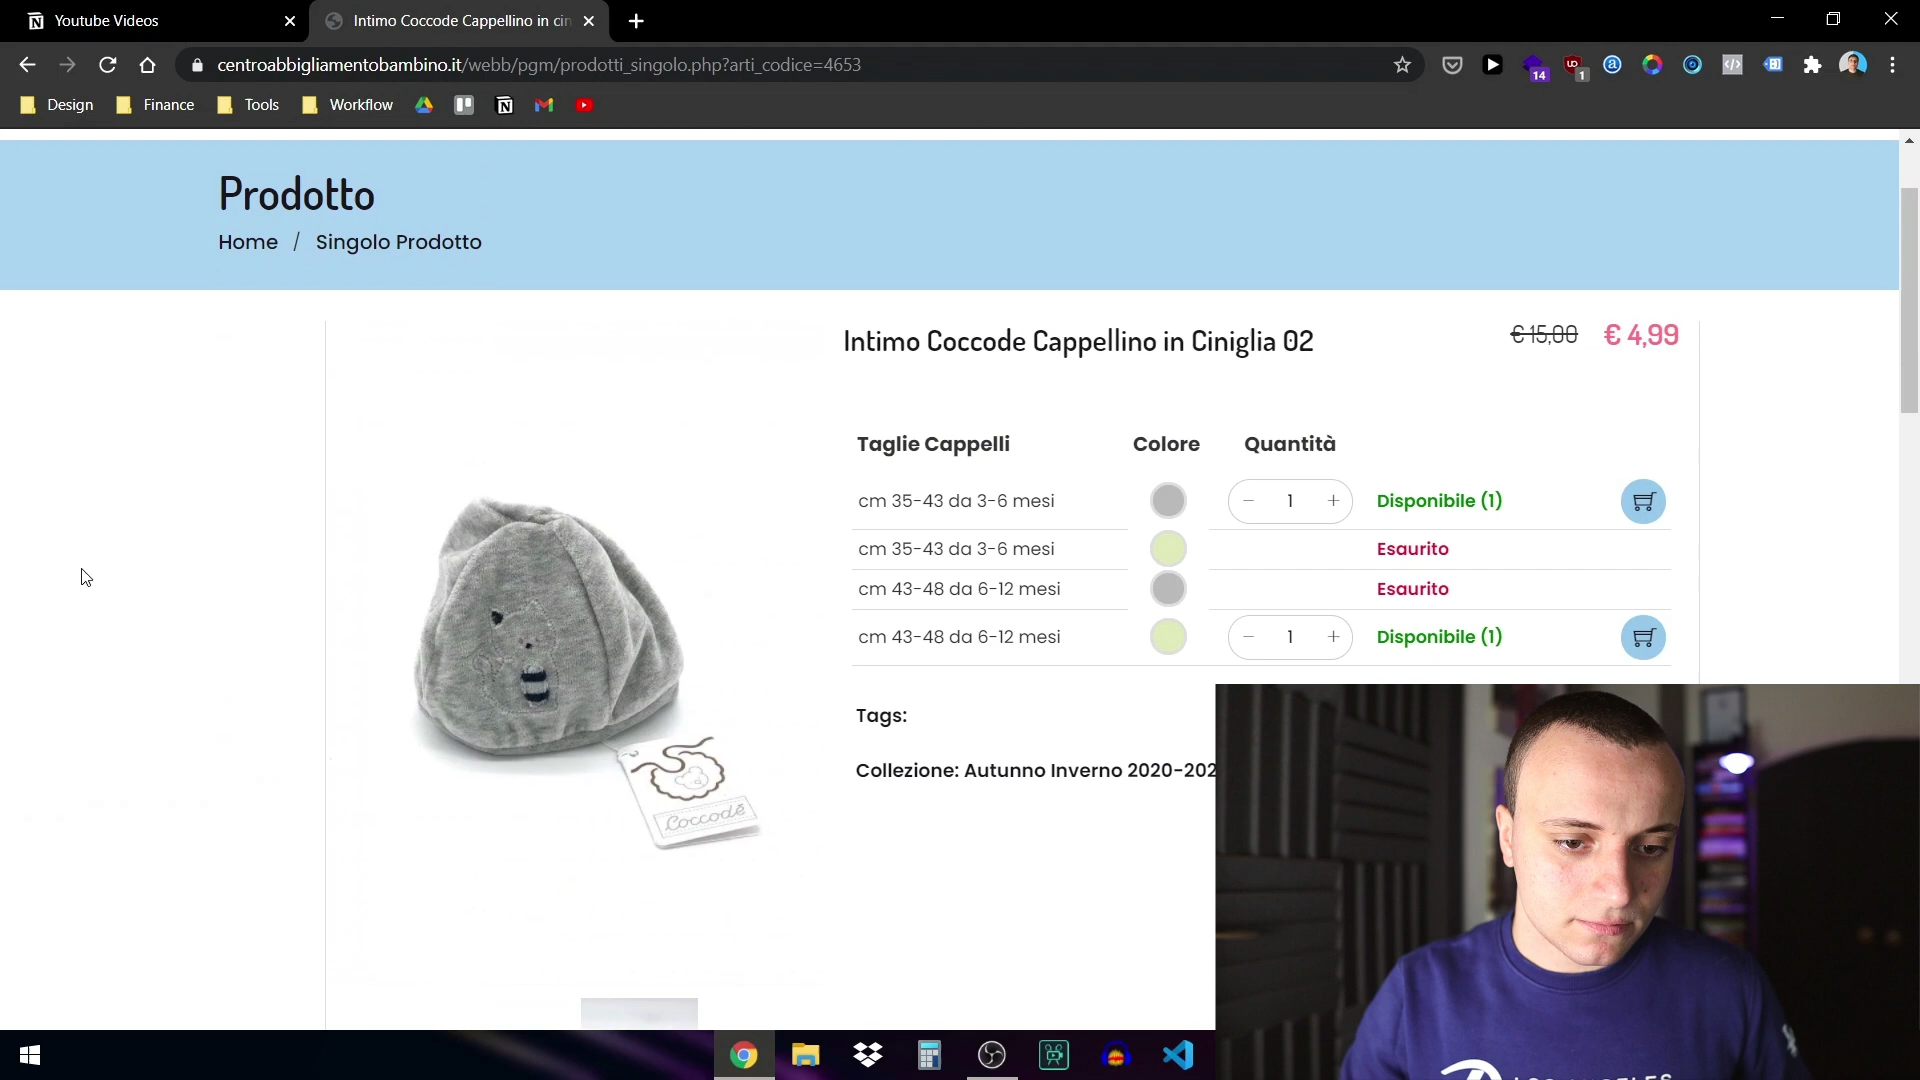 Youtube Videos
Intimo Coccode Cappellino in cin
centroabbigliamentobambino.it/webb/pgm/prodotti_singolo.php?arti_codice=4653
14
1
Design
Finance
Tools
Workflow
Prodotto
Home / Singolo Prodotto
Intimo Coccode Cappellino in Ciniglia 02
€ 15,00 € 4,99
Taglie Cappelli Colore Quantità
cm 35-43 da 3-6 mesi 1 Disponibile (1)
cm 35-43 da 3-6 mesi Esaurito
cm 43-48 da 6-12 mesi Esaurito
cm 43-48 da 6-12 mesi 1 Disponibile (1)
Tags:
Collezione: Autunno Inverno 2020-202
Coccodè
LOS ANGELES